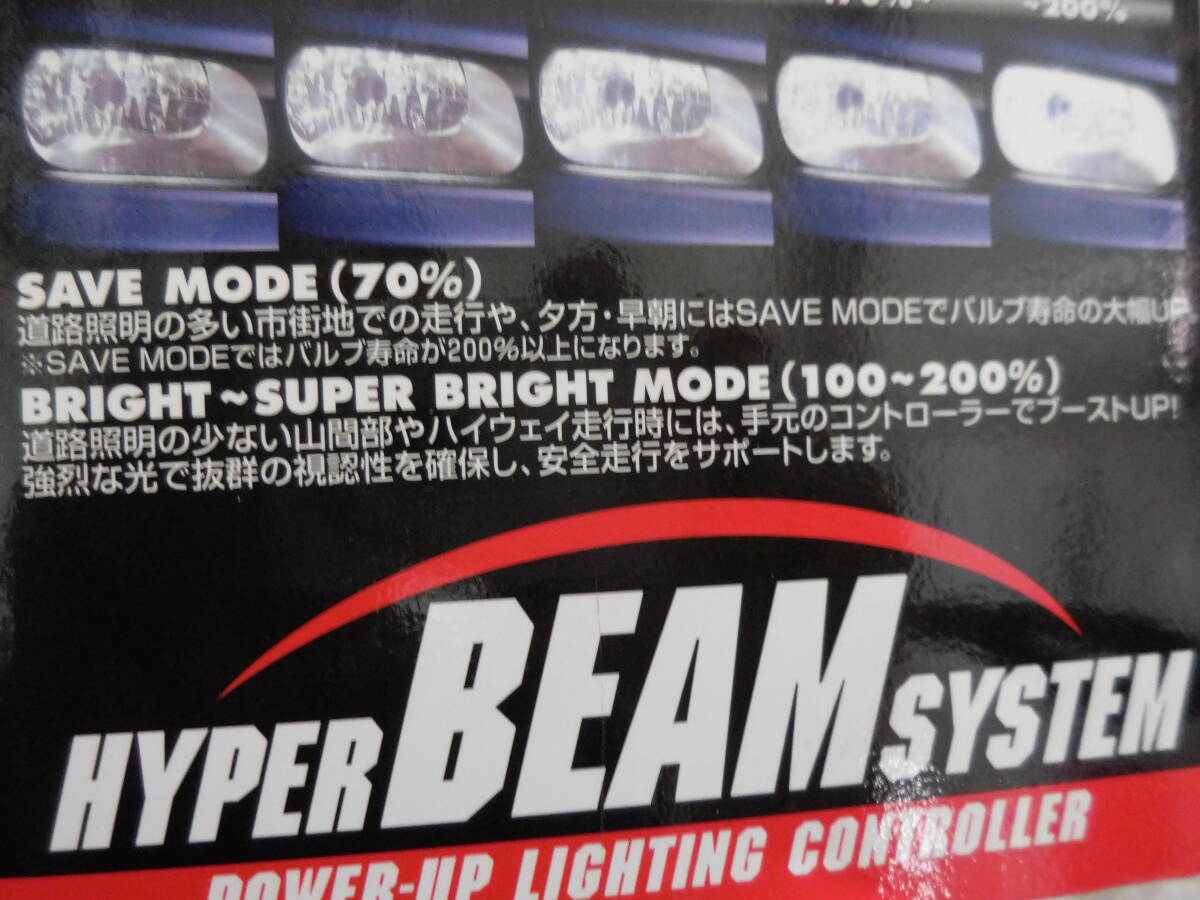 ~200%
SAVE MODE (70%)
道路照明の多い市街地での走行や、夕方・早朝にはSAVE MODEでバルブ寿命の大幅UP
※SAVE MODEではバルブ寿命が200%以上になります。
BRIGHT~SUPER BRIGHT MODE (100~200%)
道路照明の少ない山間部やハイウェイ走行時には、手元のコントローラーでブーストUP!
強烈な光で抜群の視認性を確保し、安全走行をサポートします。
HYPER BEAM SYSTEM
POWER-UP LIGHTING CONTROLLER